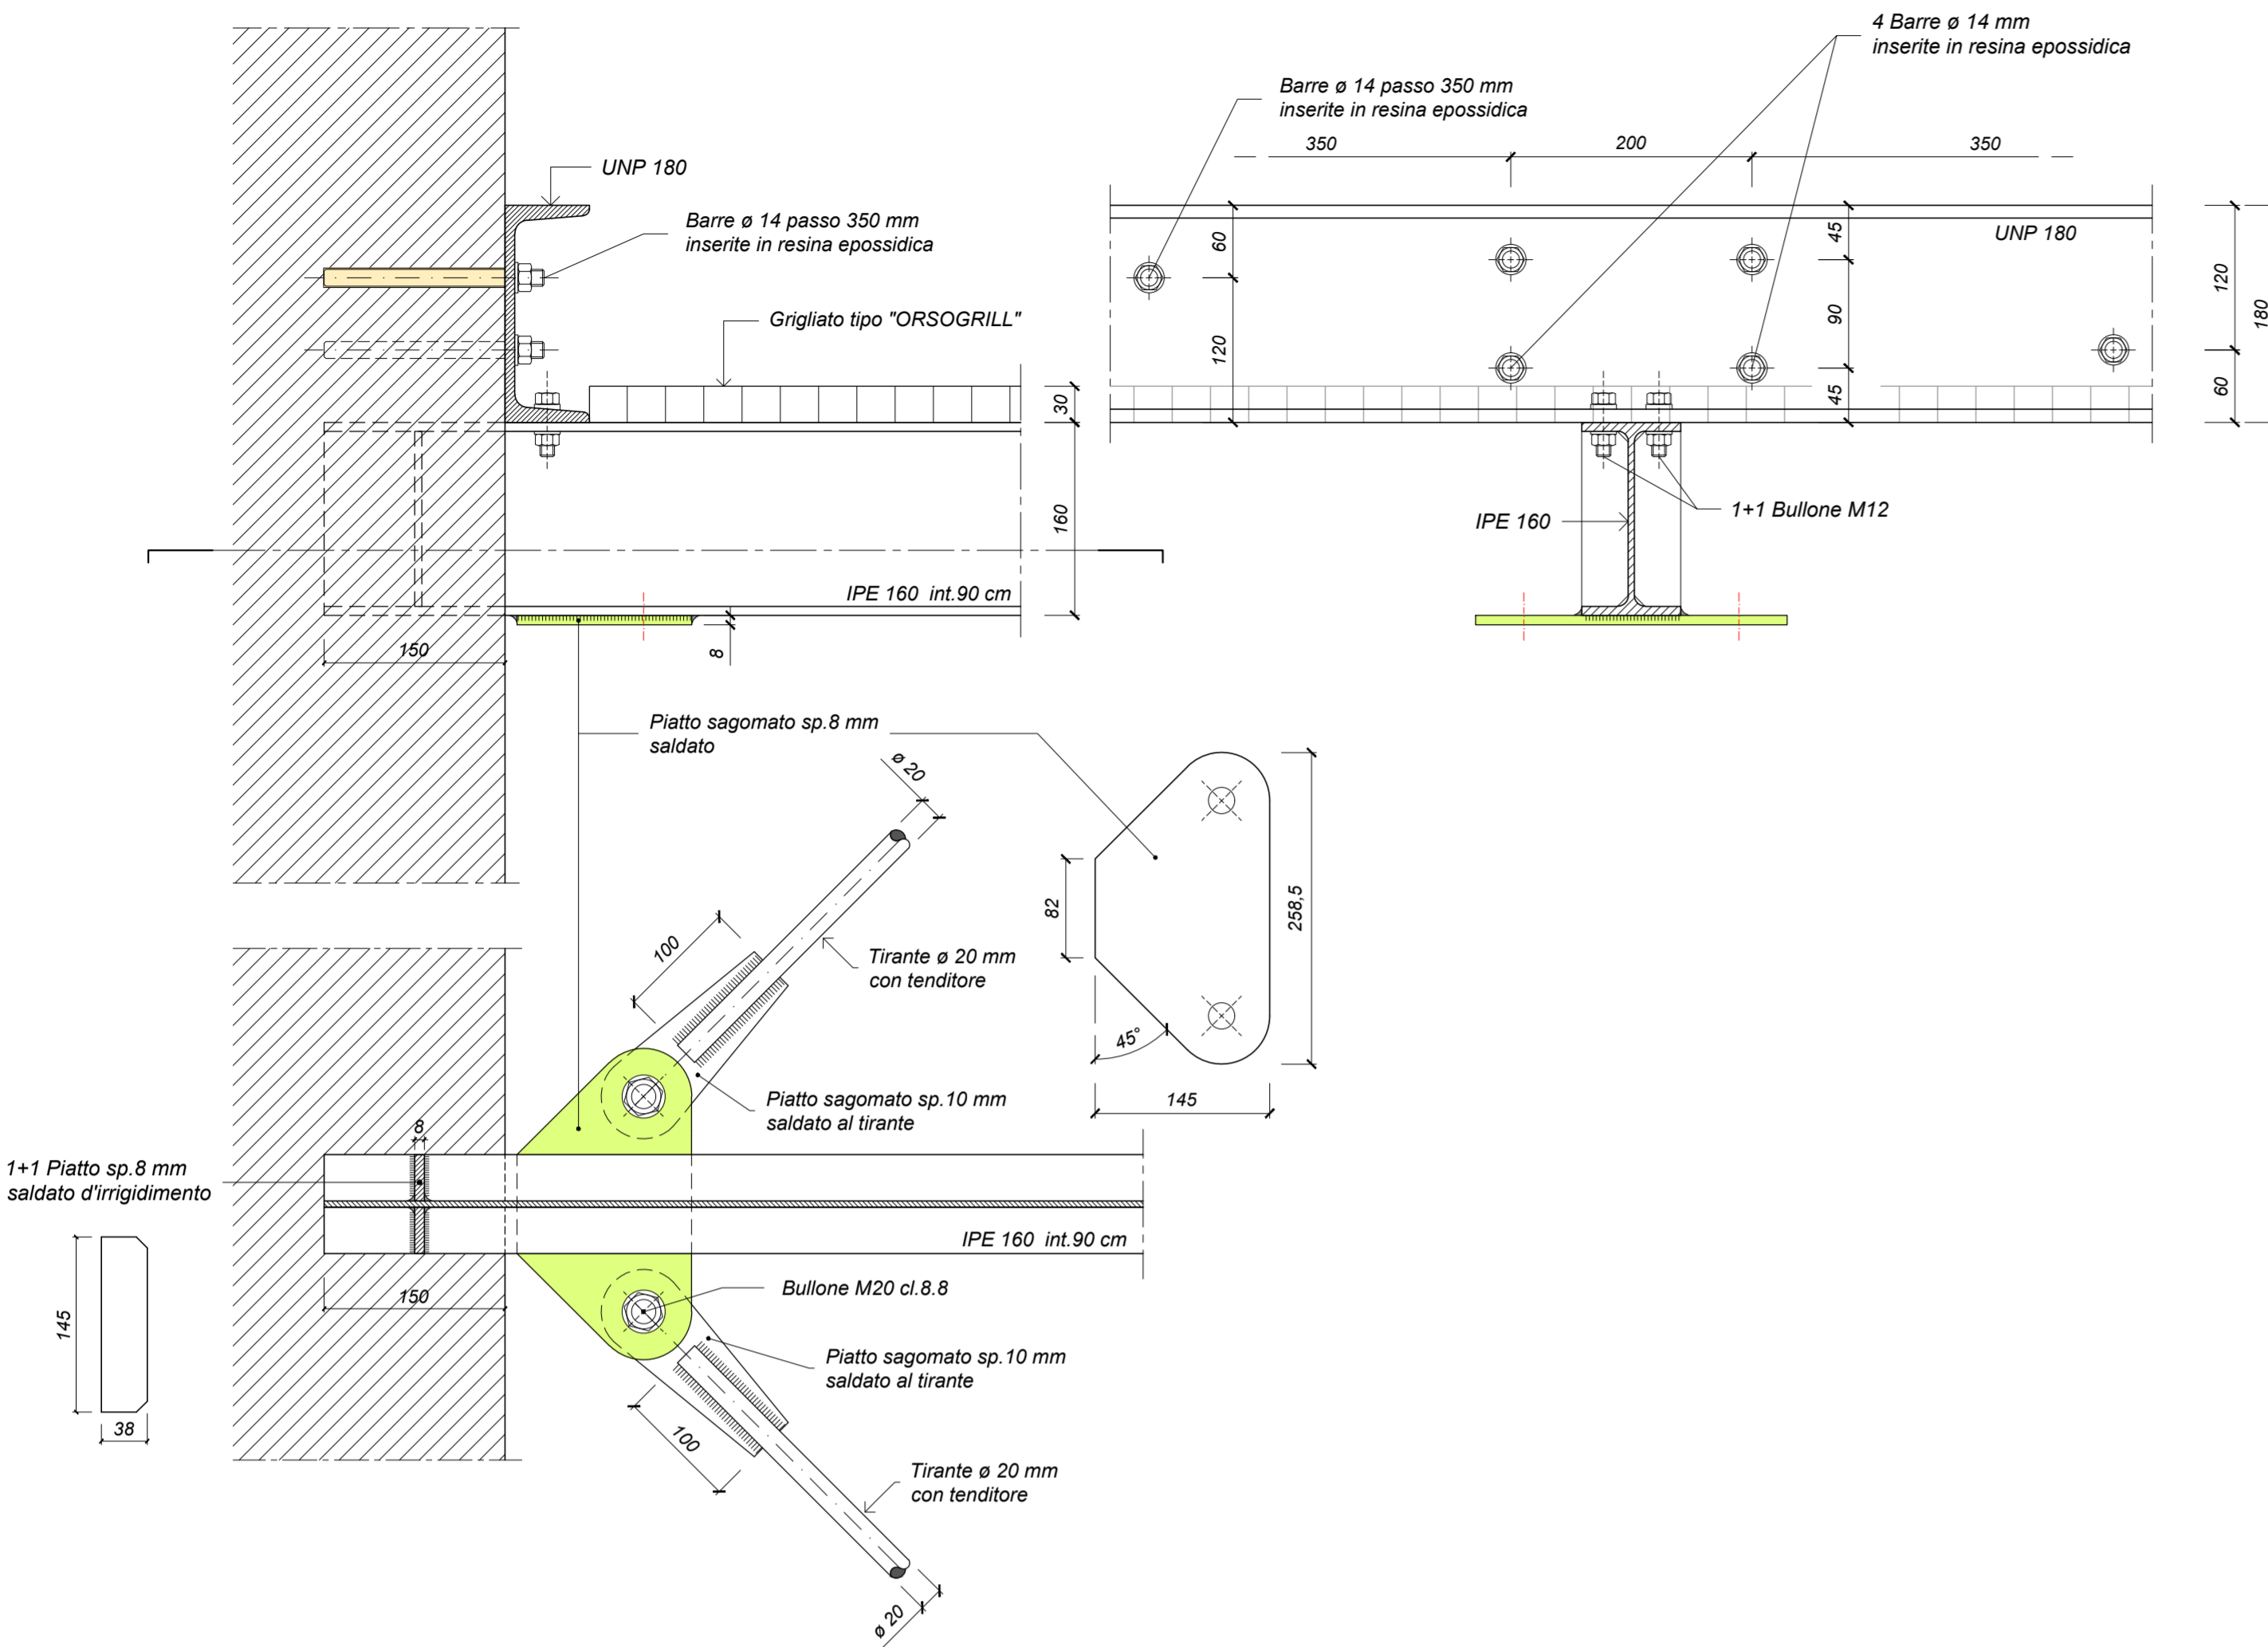 4 Barre ø 14 mm
inserite in resina epossidica
Barre ø 14 passo 350 mm
inserite in resina epossidica
350
200
350
UNP 180
Barre ø 14 passo 350 mm
inserite in resina epossidica
60
45
UNP 180
120
180
Grigliato tipo "ORSOGRILL"
90
120
30
45
60
160
IPE 160
1+1 Bullone M12
IPE 160 int.90 cm
150
8
Piatto sagomato sp.8 mm
saldato
ø 20
82
258,5
100
Tirante ø 20 mm
con tenditore
45°
145
Piatto sagomato sp.10 mm
saldato al tirante
8
1+1 Piatto sp.8 mm
saldato d'irrigidimento
IPE 160 int.90 cm
150
Bullone M20 cl.8.8
145
Piatto sagomato sp.10 mm
saldato al tirante
38
100
Tirante ø 20 mm
con tenditore
ø 20